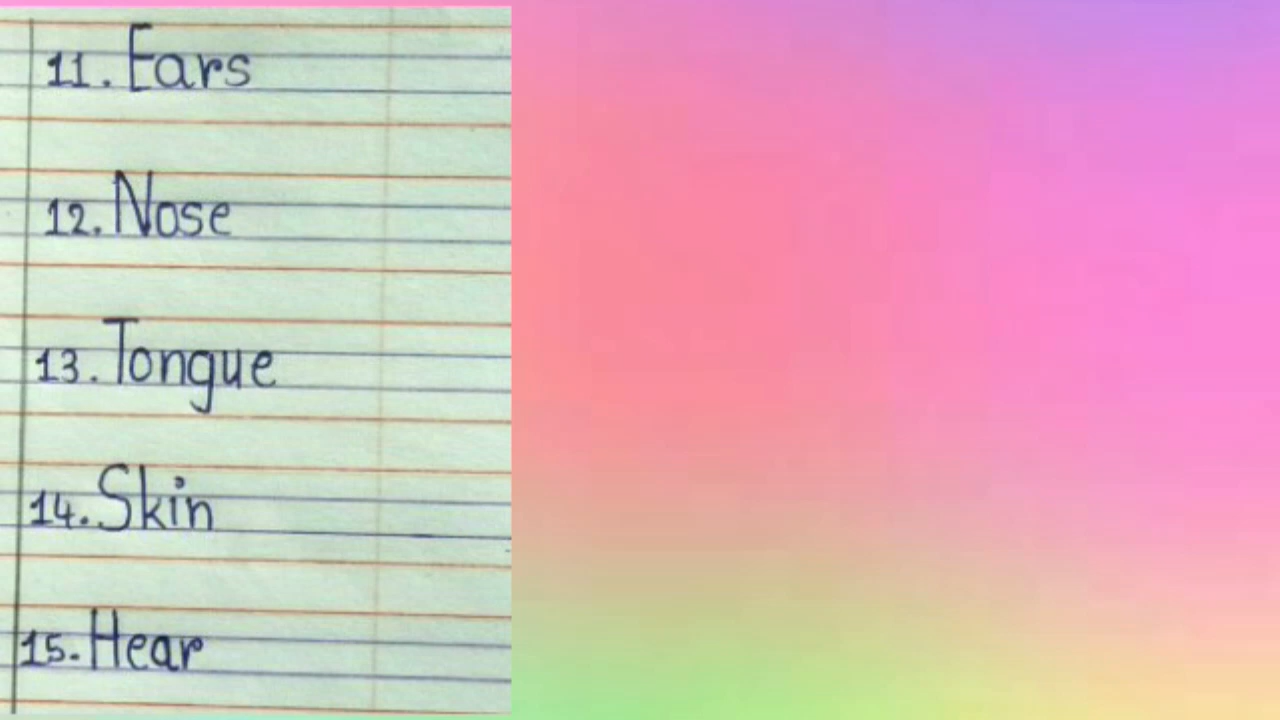 11. Ears
12. Nose
13. Tongue
14. Skin
15. Hear